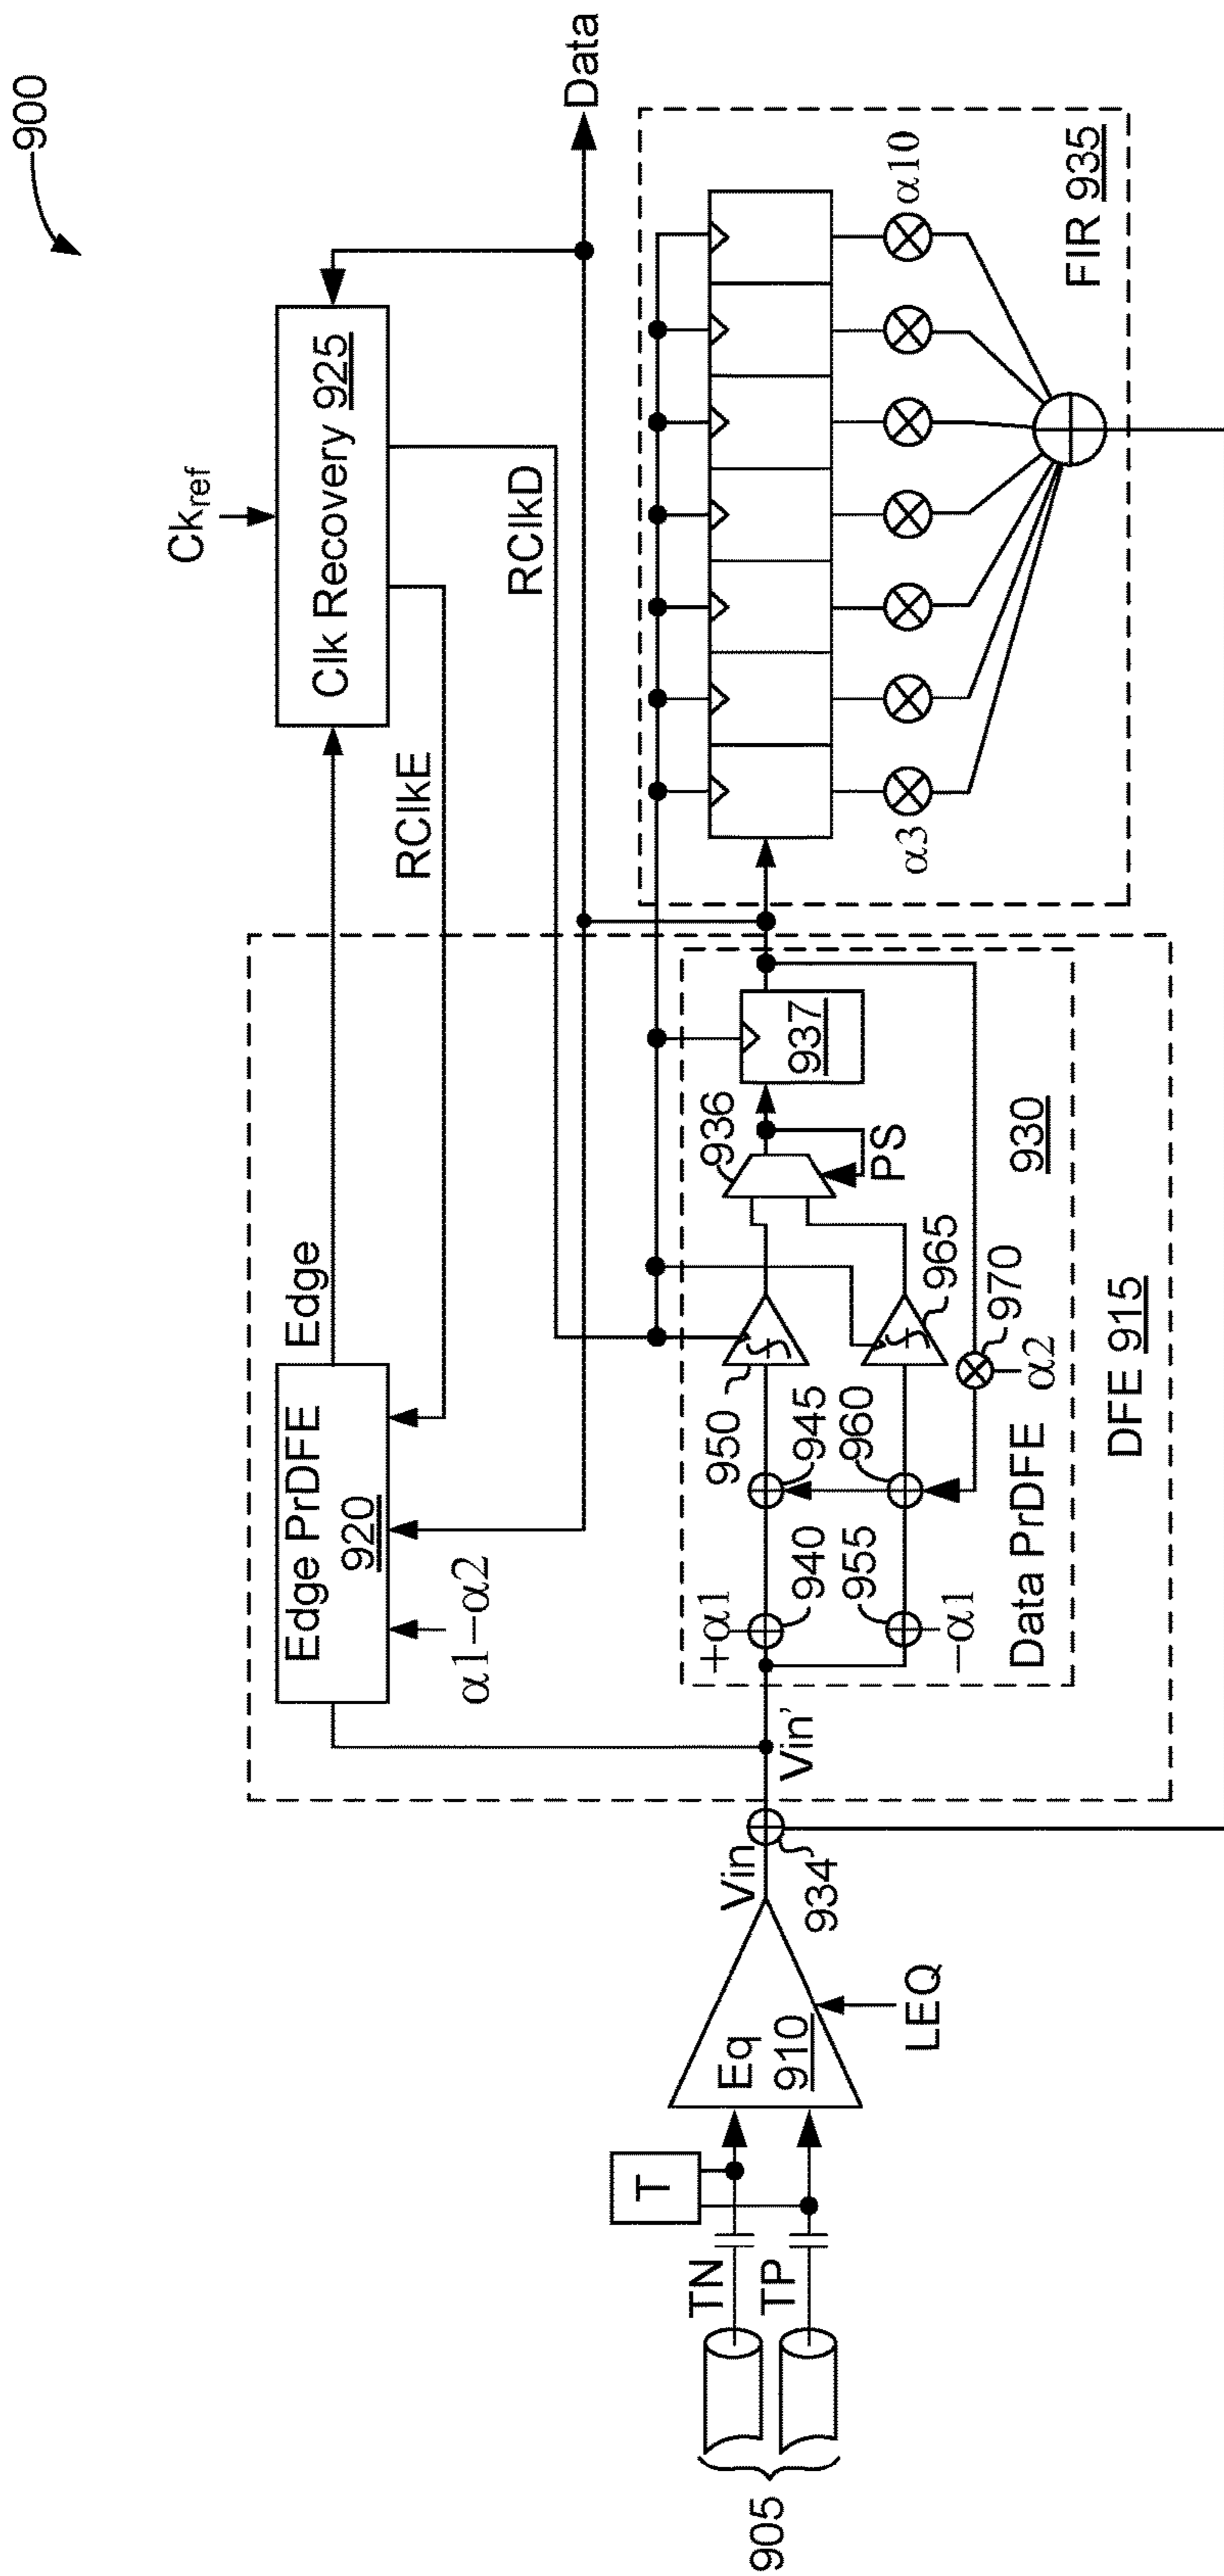 900
Ck_ref
Clk Recovery 925
RClkE
RClkD
Data
Edge
Edge PrDFE
920
α1–α2
905
TN
TP
T
Eq
910
LEQ
Vin
934
Vin'
+α1
940
945
950
–α1
955
960
965
936
PS
937
970
α2
Data PrDFE
930
DFE 915
α3
α10
FIR 935